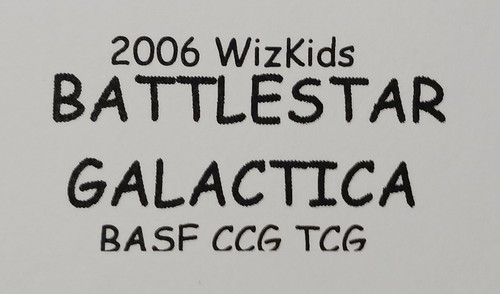 2006 WizKids
BATTLESTAR
GALACTICA
BASF CCG TCG